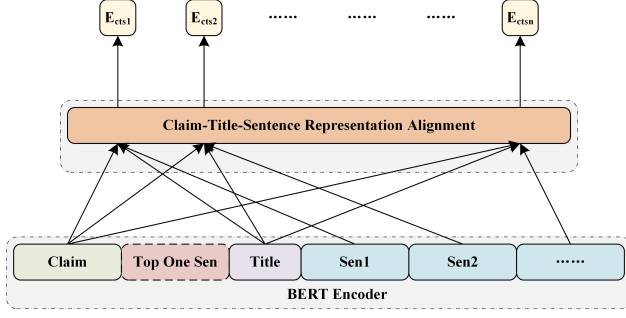 Ects1 Ects2 ...... ...... ...... Ectsn
Claim-Title-Sentence Representation Alignment
Claim Top One Sen Title Sen1 Sen2 ......
BERT Encoder